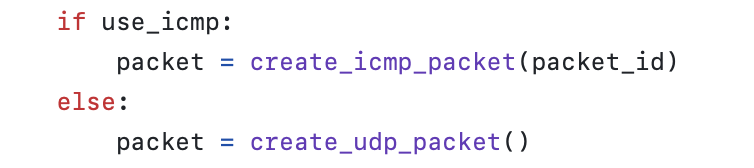 if use_icmp:
    packet = create_icmp_packet(packet_id)
else:
    packet = create_udp_packet()